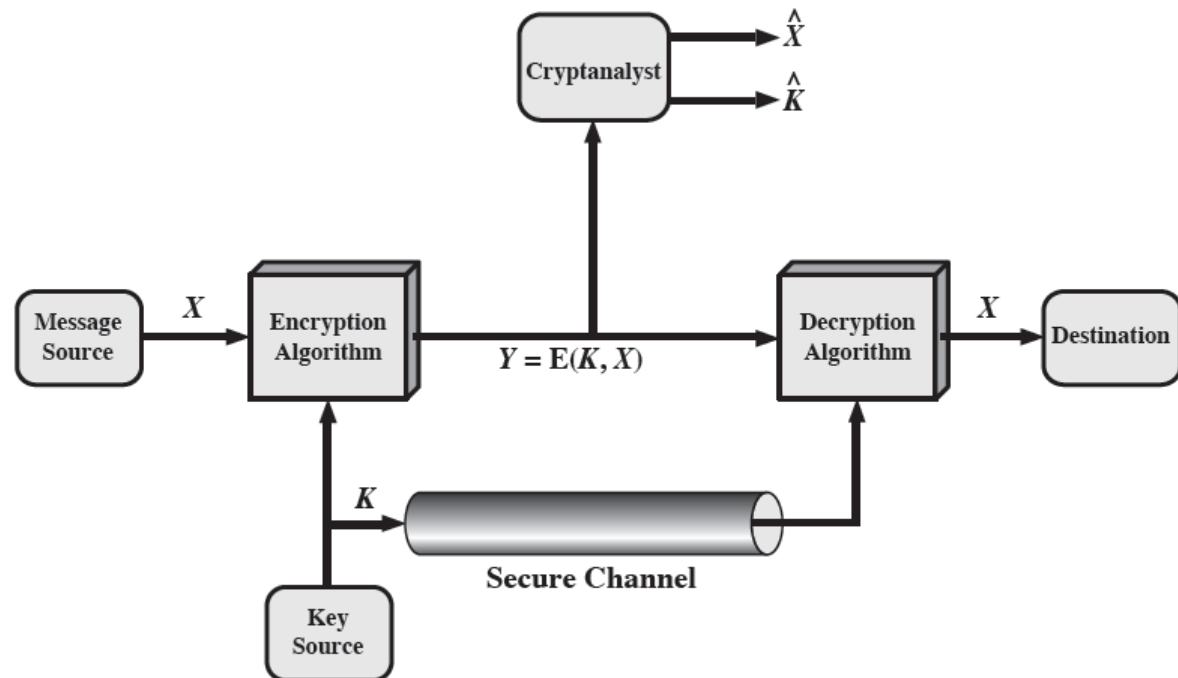 X̂
Cryptanalyst
K̂
Message
Source
X
Encryption
Algorithm
Y = E(K, X)
Decryption
Algorithm
X
Destination
K
Secure Channel
Key
Source